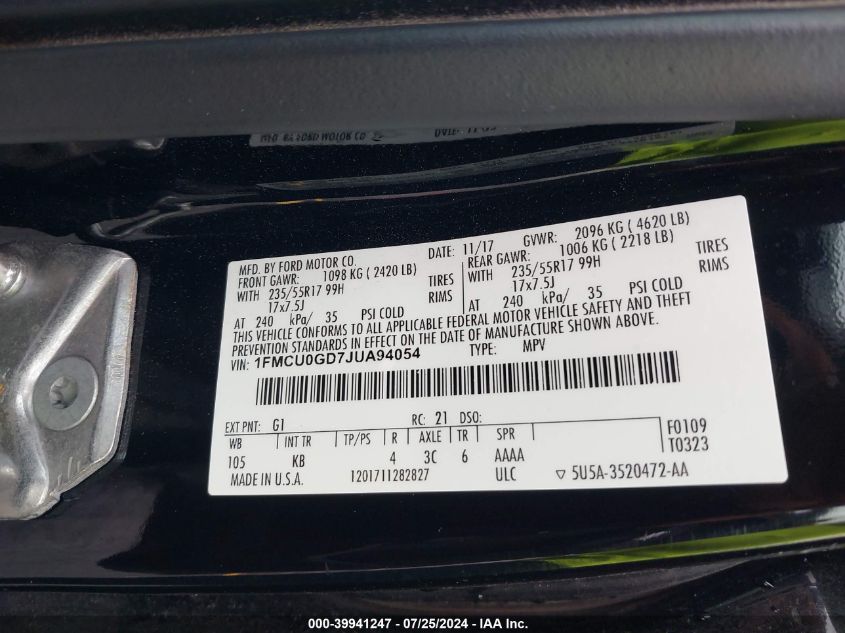 MFD. BY FORD MOTOR CO. DATE: 11/17 GVWR: 2096 KG ( 4620 LB)
FRONT GAWR: 1098 KG ( 2420 LB) REAR GAWR: 1006 KG ( 2218 LB)
WITH 235/55R17 99H TIRES WITH 235/55R17 99H TIRES
17x7.5J RIMS 17x7.5J RIMS
AT 240 kPa/ 35 PSI COLD AT 240 kPa/ 35 PSI COLD
THIS VEHICLE CONFORMS TO ALL APPLICABLE FEDERAL MOTOR VEHICLE SAFETY AND THEFT
PREVENTION STANDARDS IN EFFECT ON THE DATE OF MANUFACTURE SHOWN ABOVE.
VIN: 1FMCU0GD7JUA94054 TYPE: MPV
EXT PNT: G1 RC: 21 DSO: F0109
WB INT TR TP/PS R AXLE TR SPR T0323
105 KB 4 3C 6 AAAA
MADE IN U.S.A. 1201711282827 ULC ▽ 5U5A-3520472-AA
000-39941247 - 07/25/2024 - IAA Inc.